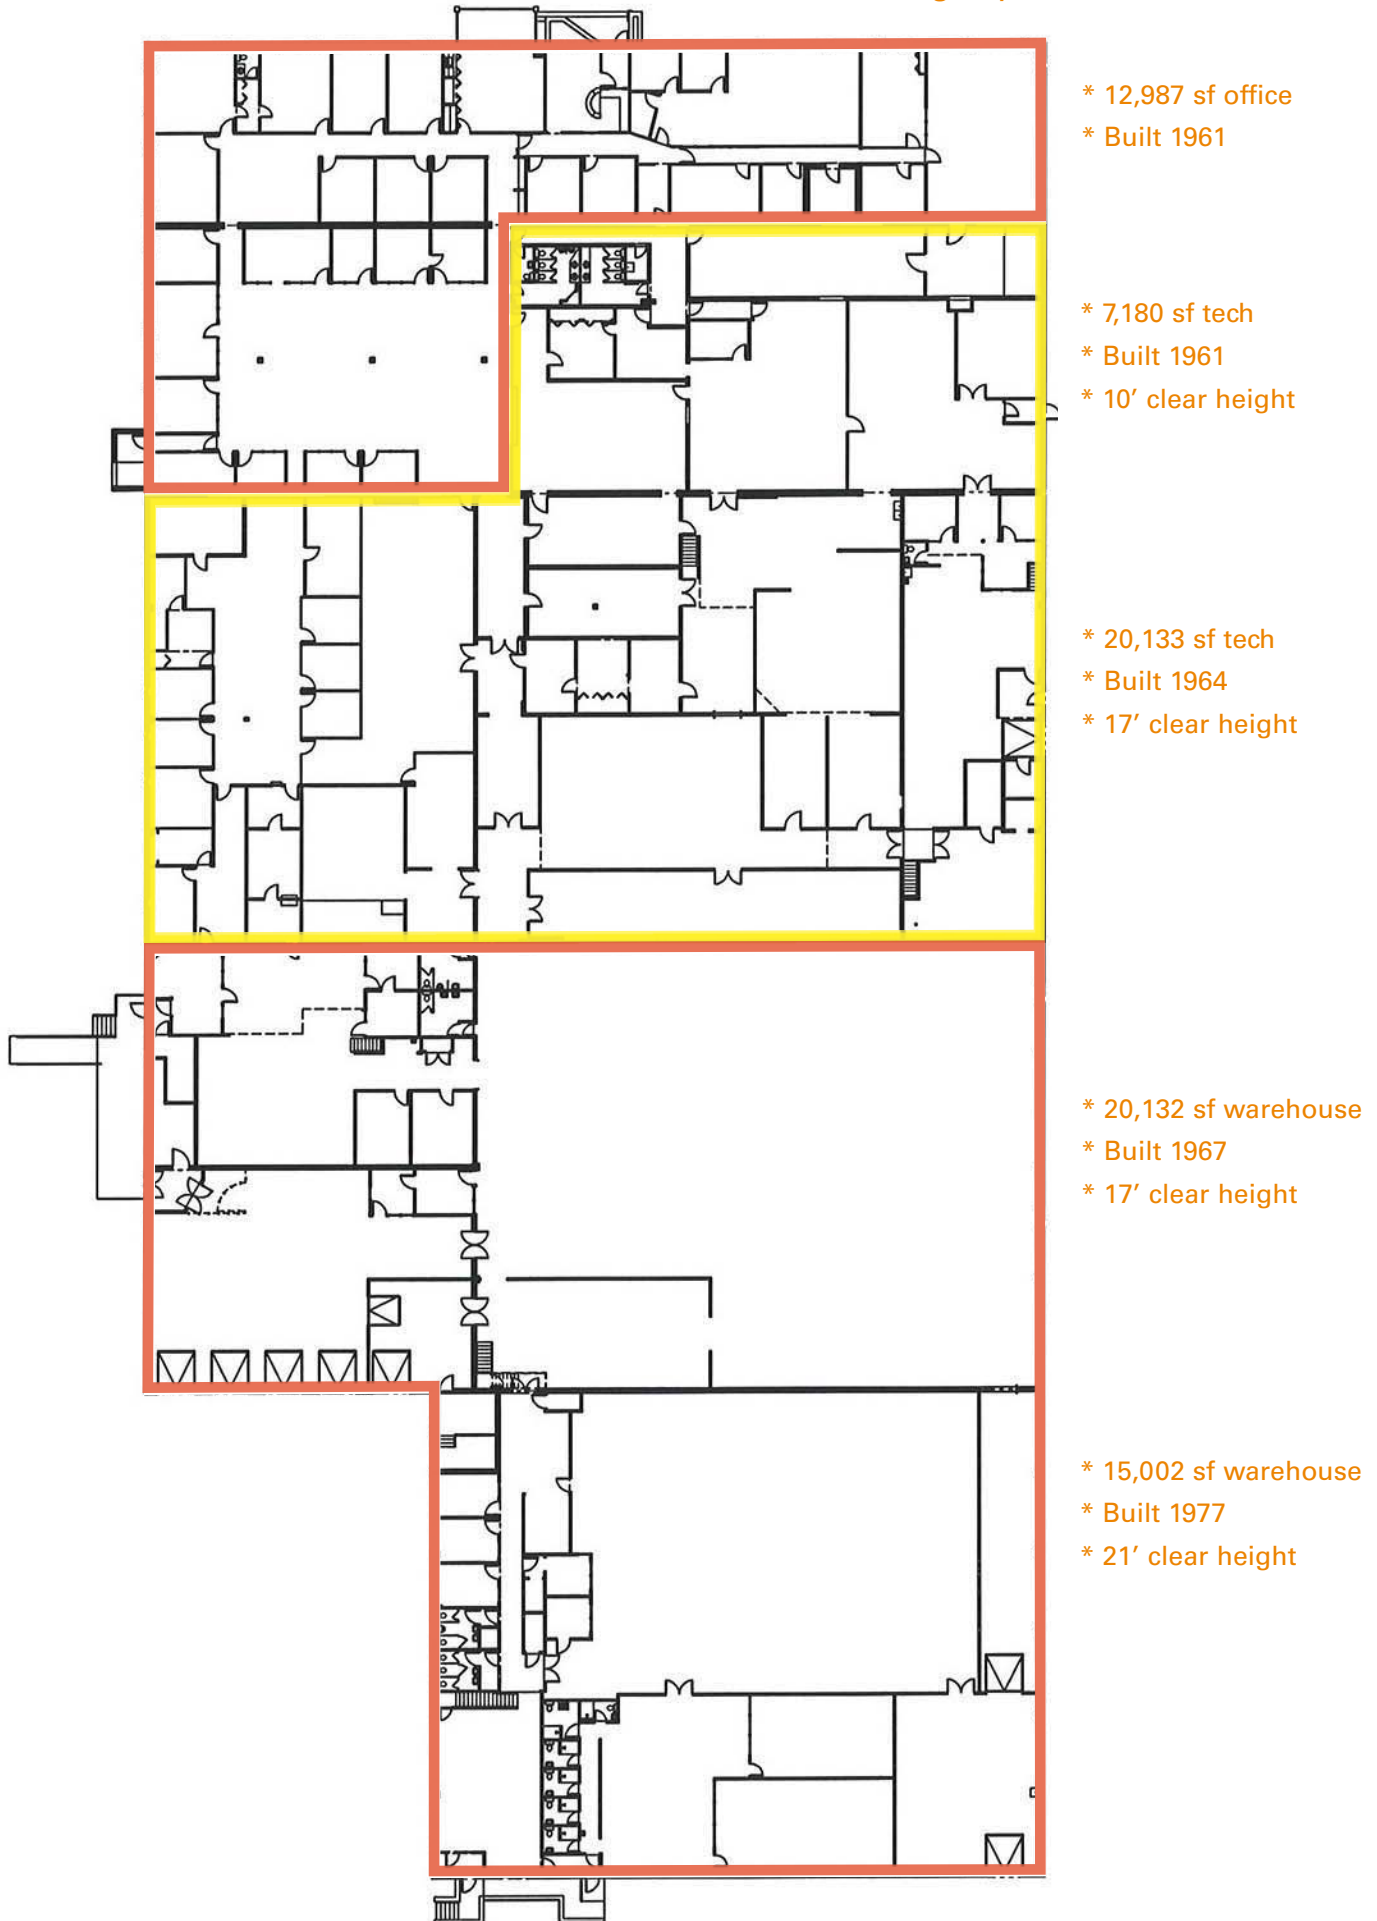 * 12,987 sf office
* Built 1961
* 7,180 sf tech
* Built 1961
* 10’ clear height
* 20,133 sf tech
* Built 1964
* 17’ clear height
* 20,132 sf warehouse
* Built 1967
* 17’ clear height
* 15,002 sf warehouse
* Built 1977
* 21’ clear height